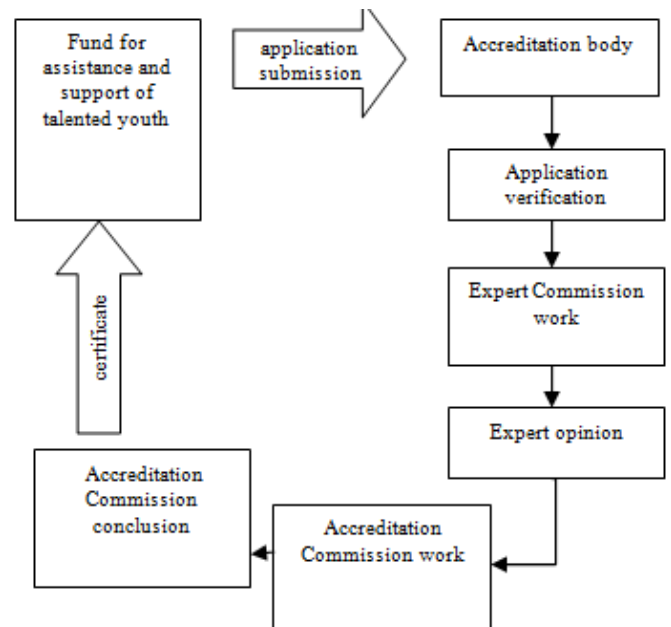 Fund for
assistance and
support of
talented youth
application
submission
Accreditation body
Application
verification
Expert Commission
work
Expert opinion
Accreditation
Commission work
Accreditation
Commission
conclusion
certificate